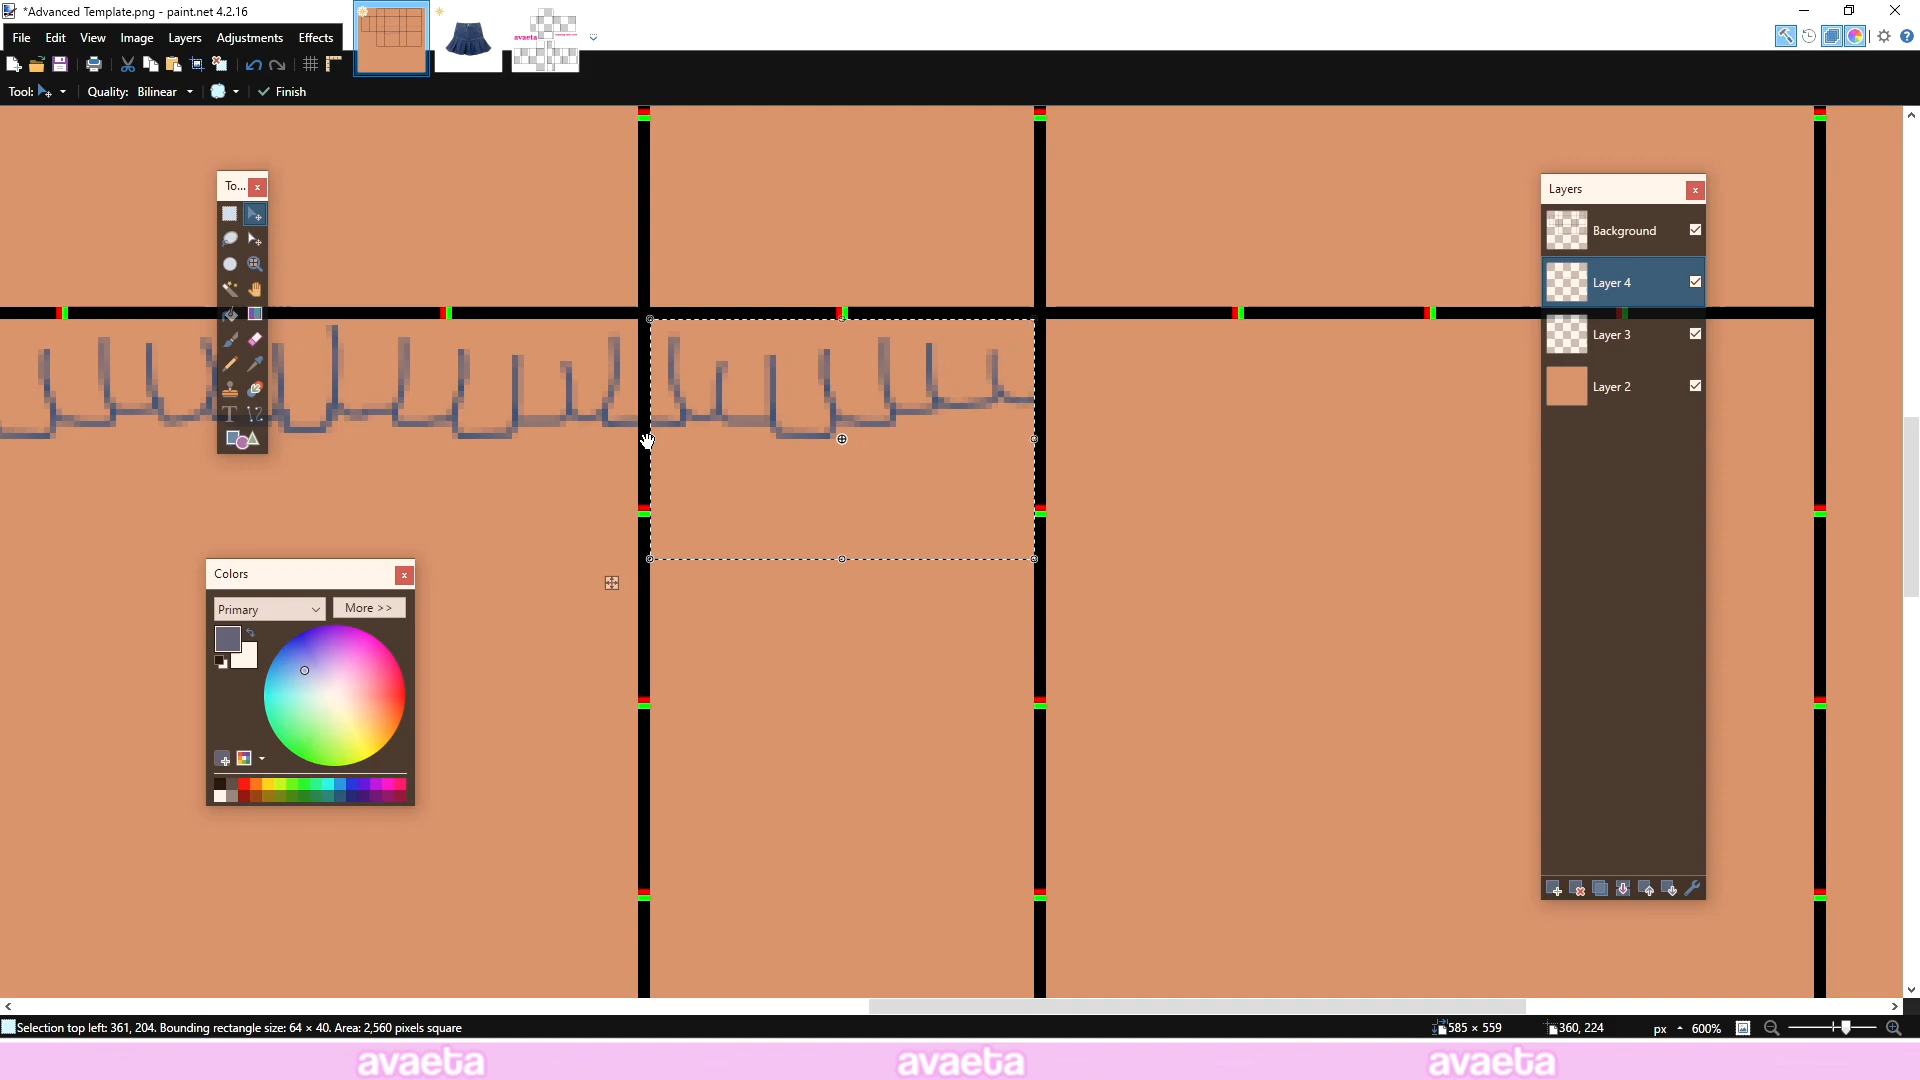 *Advanced Template.png - paint.net 4.2.16
avaeta
File Edit View Image Layers Adjustments Effects
Tool: Quality: Bilinear Finish
To...
Layers
Background
Layer 4
Layer 3
Layer 2
Colors
Primary
More >>
Selection top left: 361, 204. Bounding rectangle size: 64 × 40. Area: 2,560 pixels square
585 × 559
360, 224
px
600%
avaeta avaeta avaeta